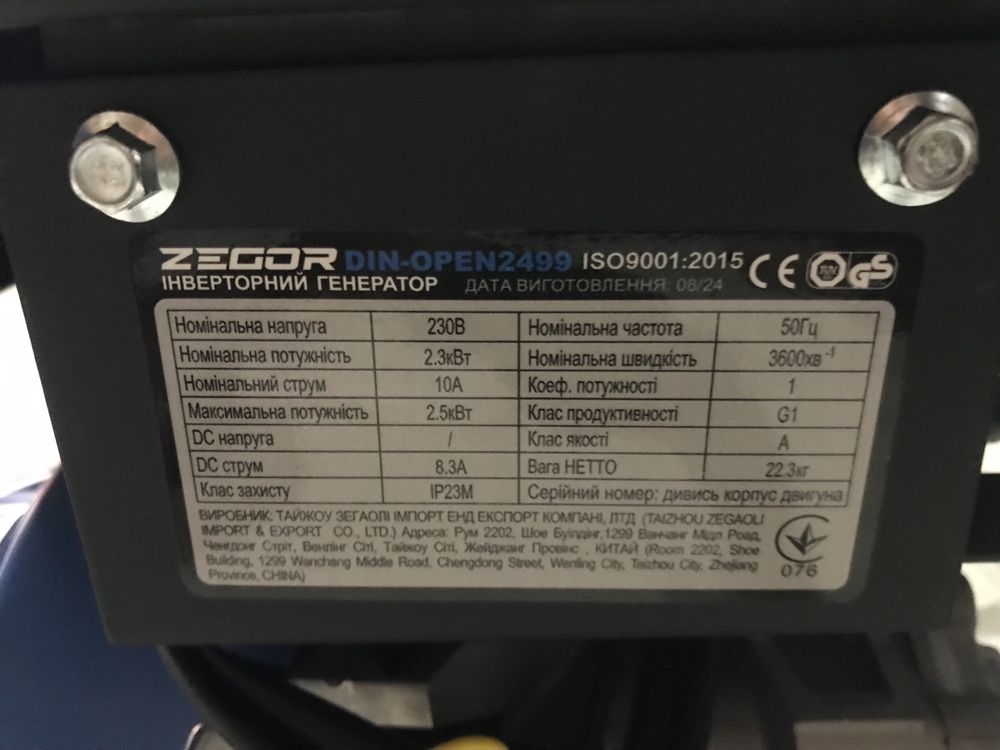 ZEGOR DIN-OPEN2499 ISO9001:2015 CE TUV GS
ІНВЕРТОРНИЙ ГЕНЕРАТОР ДАТА ВИГОТОВЛЕННЯ: 08/24
Номінальна напруга 230В Номінальна частота 50Гц
Номінальна потужність 2.3кВт Номінальна швидкість 3600хв⁻¹
Номінальний струм 10А Коеф. потужності 1
Максимальна потужність 2.5кВт Клас продуктивності G1
DC напруга / Клас якості А
DC струм 8.3А Вага НЕТТО 22.3кг
Клас захисту IP23M Серійний номер: дивись корпус двигуна
ВИРОБНИК: ТАЙЖОУ ЗЕГАОЛІ ІМПОРТ ЕНД ЕКСПОРТ КОМПАНІ, ЛТД (TAIZHOU ZEGAOLI
IMPORT & EXPORT CO., LTD.) Адреса: Рум 2202, Шое Буілдінг,1299 Ванчанг Мідл Роад,
Ченгдонг Стріт, Венлінг Сіті, Тайжоу Сіті, Жейджанг Провінс , КИТАЙ (Room 2202, Shoe
Building, 1299 Wanchang Middle Road, Chengdong Street, Wenling City, Taizhou City, Zhejiang
Province, CHINA)
076